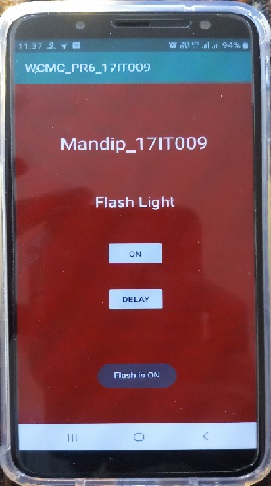 11.37
94%
WCMC_PR6_17IT009
Mandip_17IT009
Flash Light
ON
DELAY
Flash is ON